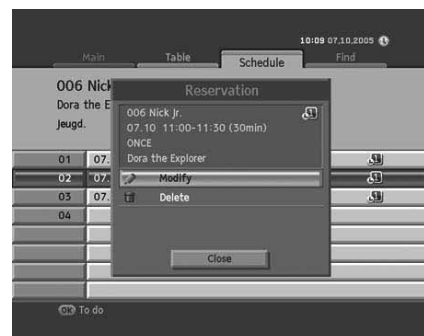 10:09 07,10,2005
Main Table Schedule Find
006 Nick
Dora the E
Jeugd.
Reservation
006 Nick Jr.
07.10 11:00-11:30 (30min)
ONCE
Dora the Explorer
Modify
Delete
Close
01 07.
02 07.
03 07.
04
OK To do